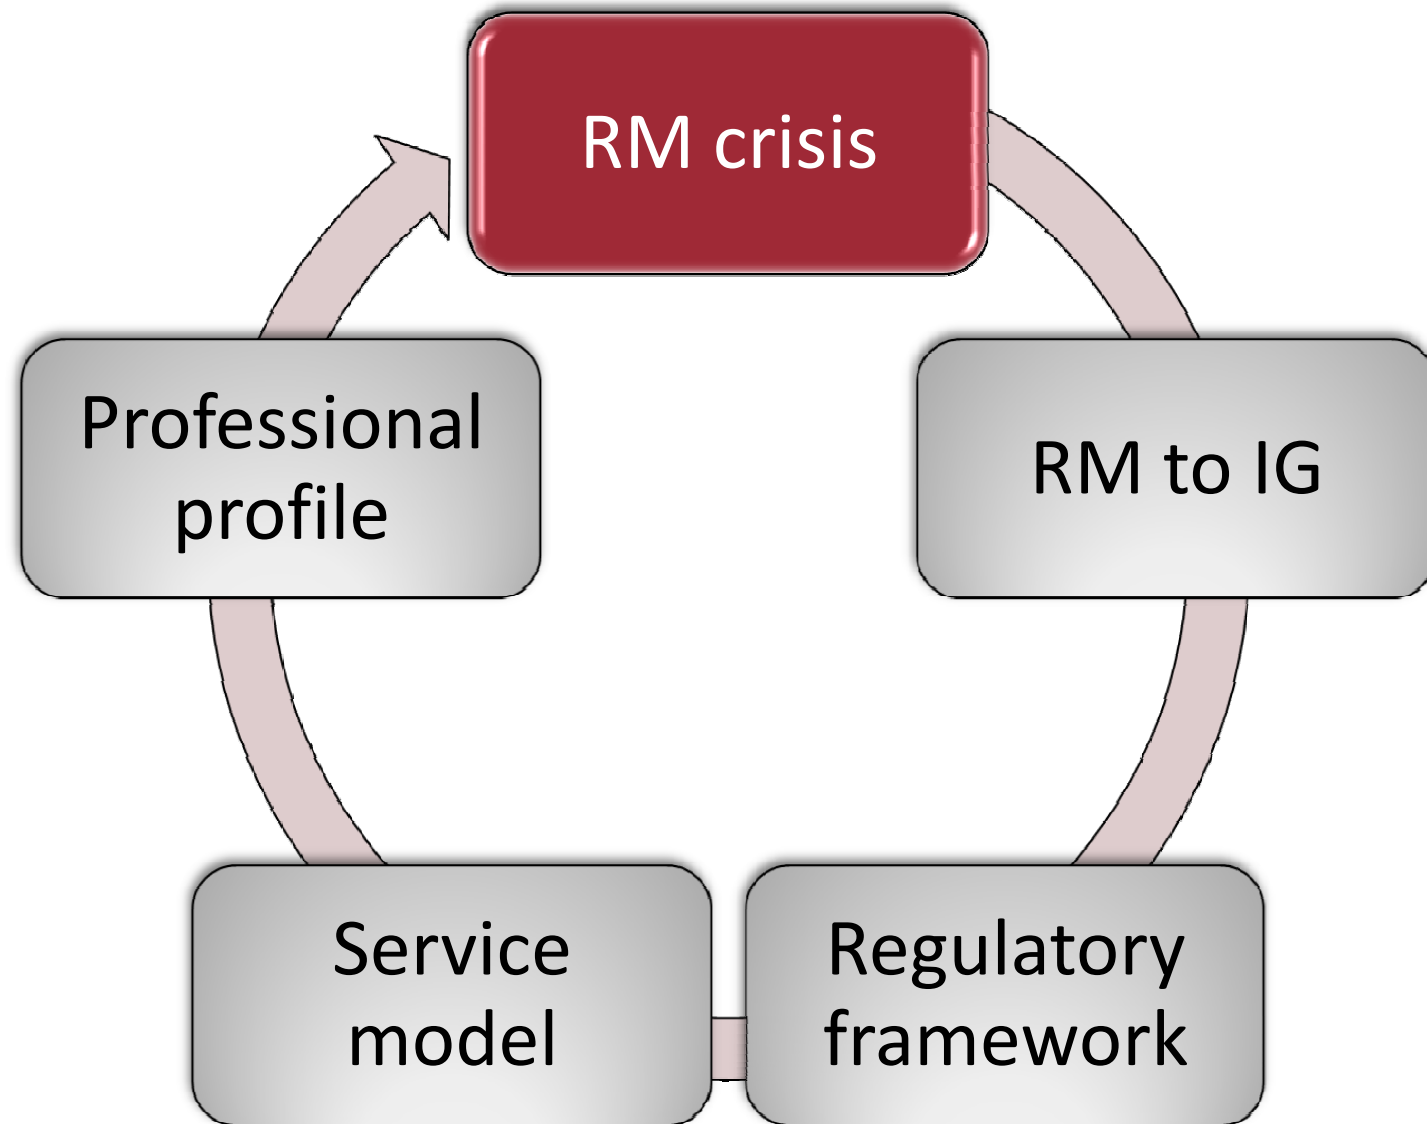 RM crisis
Professional
profile
RM to IG
Service
model
Regulatory
framework